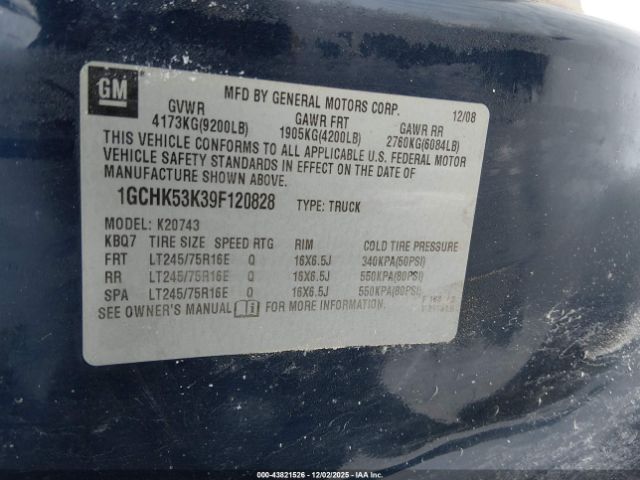 GM
MFD BY GENERAL MOTORS CORP. 12/08
GVWR GAWR FRT GAWR RR
4173KG(9200LB) 1905KG(4200LB) 2760KG(6084LB)
THIS VEHICLE CONFORMS TO ALL APPLICABLE U.S. FEDERAL MOTOR
VEHICLE SAFETY STANDARDS IN EFFECT ON THE DATE OF
MANUFACTURE SHOWN ABOVE.
1GCHK53K39F120828 TYPE: TRUCK
MODEL: K20743
KBQ7 TIRE SIZE SPEED RTG RIM COLD TIRE PRESSURE
FRT LT245/75R16E Q 16X6.5J 340KPA(50PSI)
RR LT245/75R16E Q 16X6.5J 550KPA(80PSI)
SPA LT245/75R16E Q 16X6.5J 550KPA(80PSI)
SEE OWNER'S MANUAL FOR MORE INFORMATION.
00-43821526 - 12/02/2025 - IAAI.com